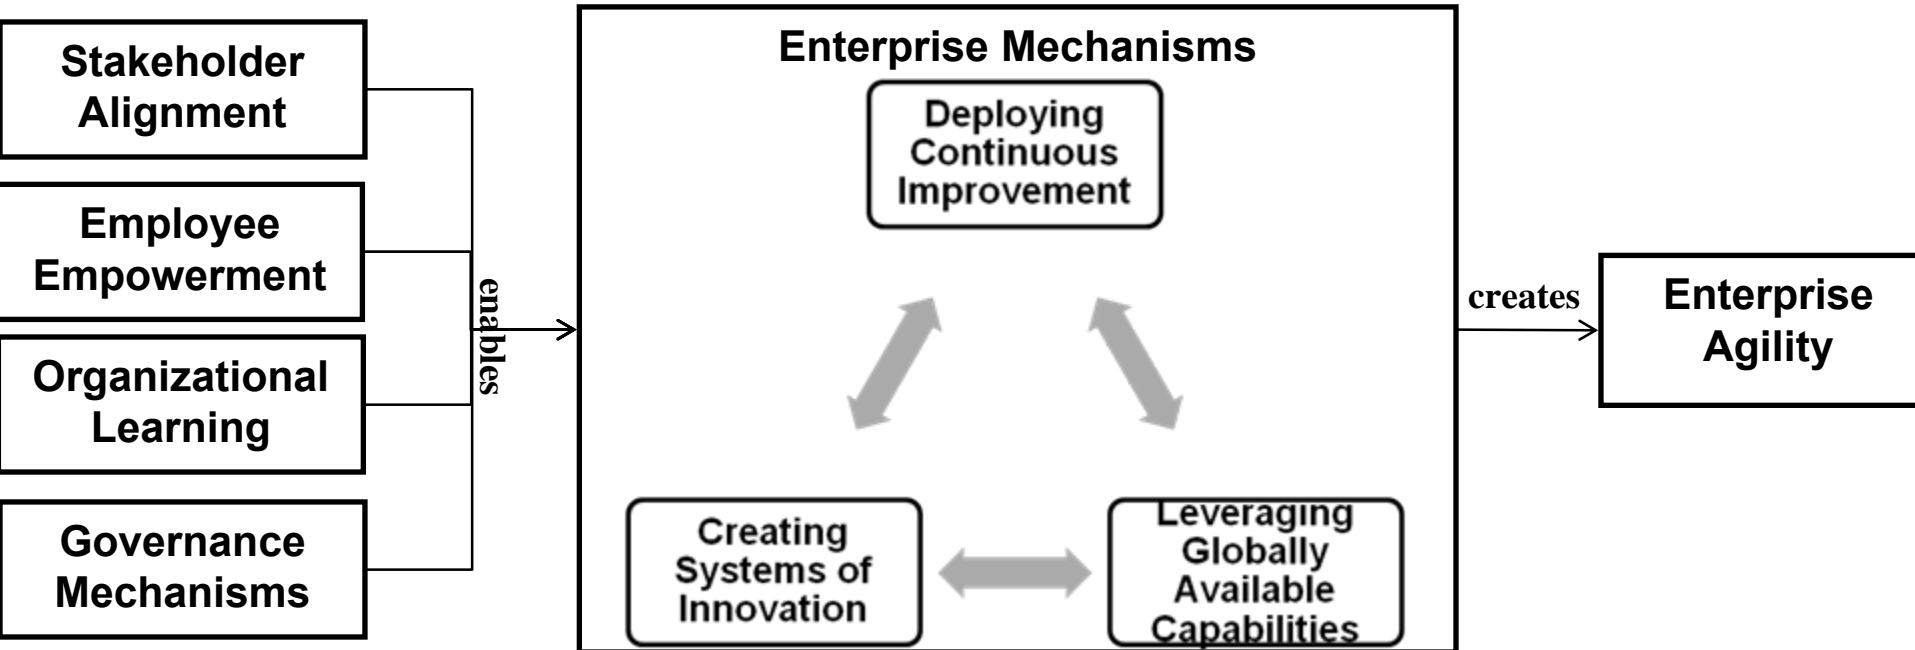 Stakeholder
Alignment
Employee
Empowerment
Organizational
Learning
Governance
Mechanisms
enables
Enterprise Mechanisms
Deploying
Continuous
Improvement
Creating
Systems of
Innovation
Leveraging
Globally
Available
Capabilities
creates
Enterprise
Agility